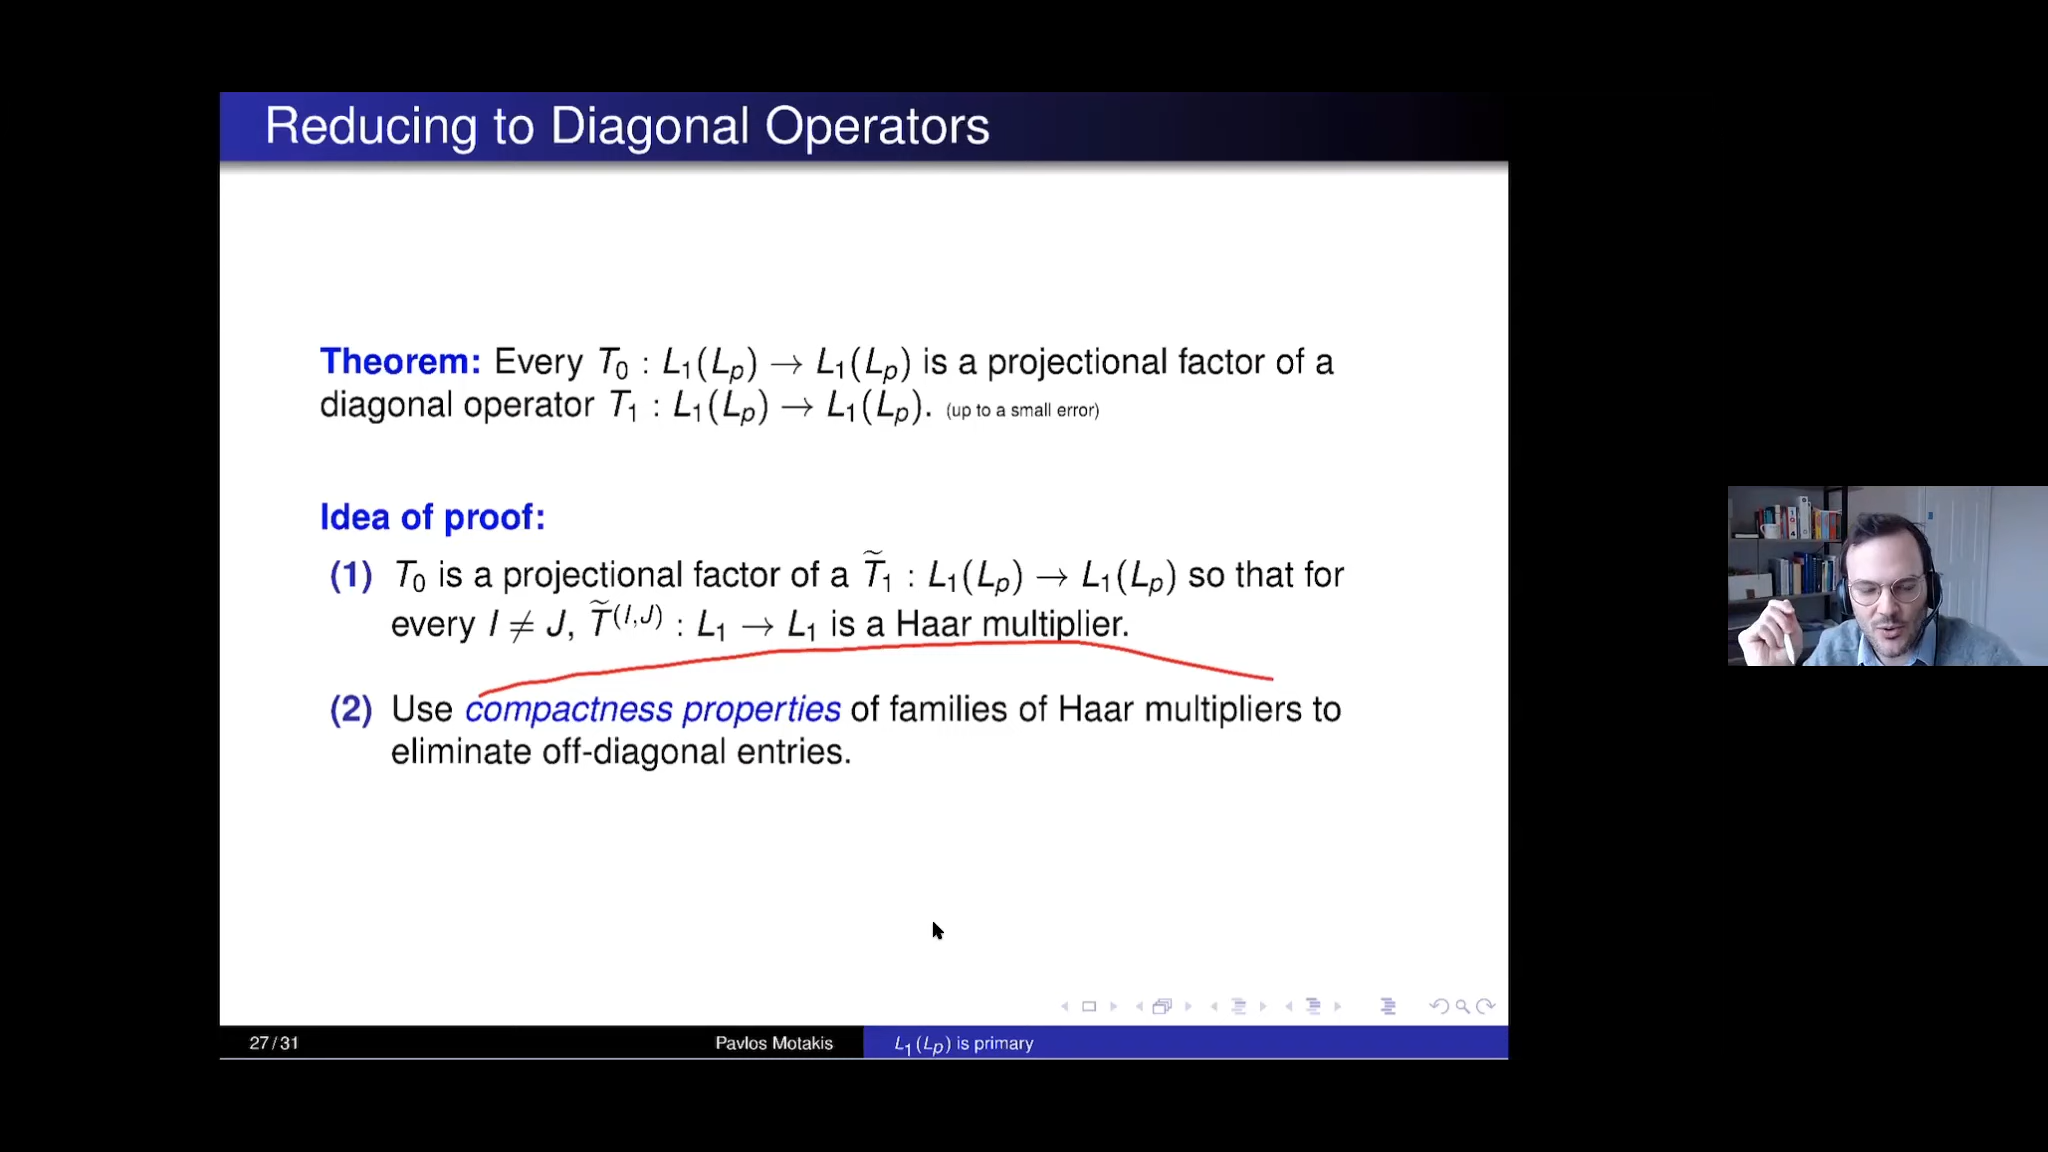 Reducing to Diagonal Operators
Theorem: Every T₀ : L₁(Lₚ) → L₁(Lₚ) is a projectional factor of a
diagonal operator T₁ : L₁(Lₚ) → L₁(Lₚ). (up to a small error)
Idea of proof:
(1) T₀ is a projectional factor of a T̃₁ : L₁(Lₚ) → L₁(Lₚ) so that for
every I ≠ J, T̃⁽ᴵ,ᴶ⁾ : L₁ → L₁ is a Haar multiplier.
(2) Use compactness properties of families of Haar multipliers to
eliminate off-diagonal entries.
27 / 31 Pavlos Motakis L₁(Lₚ) is primary